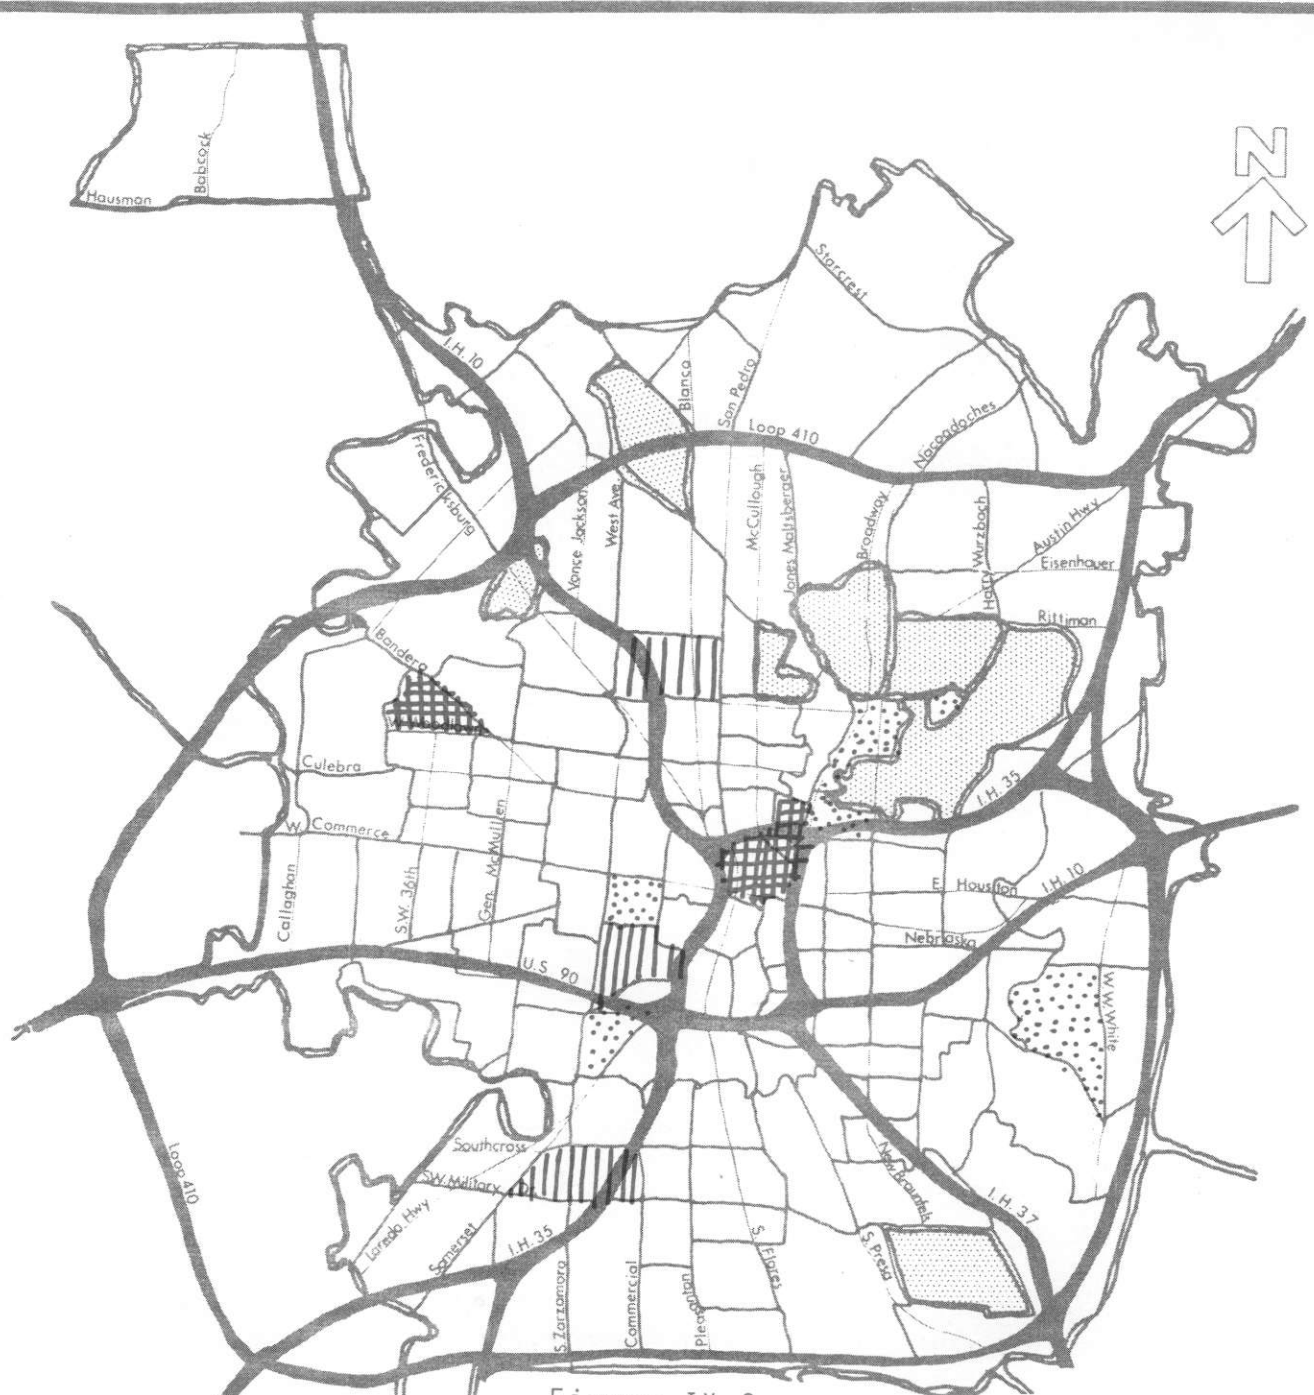 N
Babcock
Hausman
Starcrest
I.H. 10
Blanco
San Pedro
Loop 410
Nacogdoches
Fredericksburg
Vance Jackson
West Ave.
McCullough
Jones Maltsberger
Broadway
Harry Wurzbach
Austin Hwy
Eisenhauer
Rittiman
Bandera
Culebra
I.H. 35
W. Commerce
Gen. McMullen
Callaghan
S.W. 36th
E. Houston
I.H. 10
Nebraska
U.S. 90
W.W. White
Southcross
S.W. Military Dr.
Loop 410
Laredo Hwy
Somerset
I.H. 35
New Braunfels
I.H. 37
S. Flores
S. Presa
S. Zarzamora
Commercial
Pleasanton